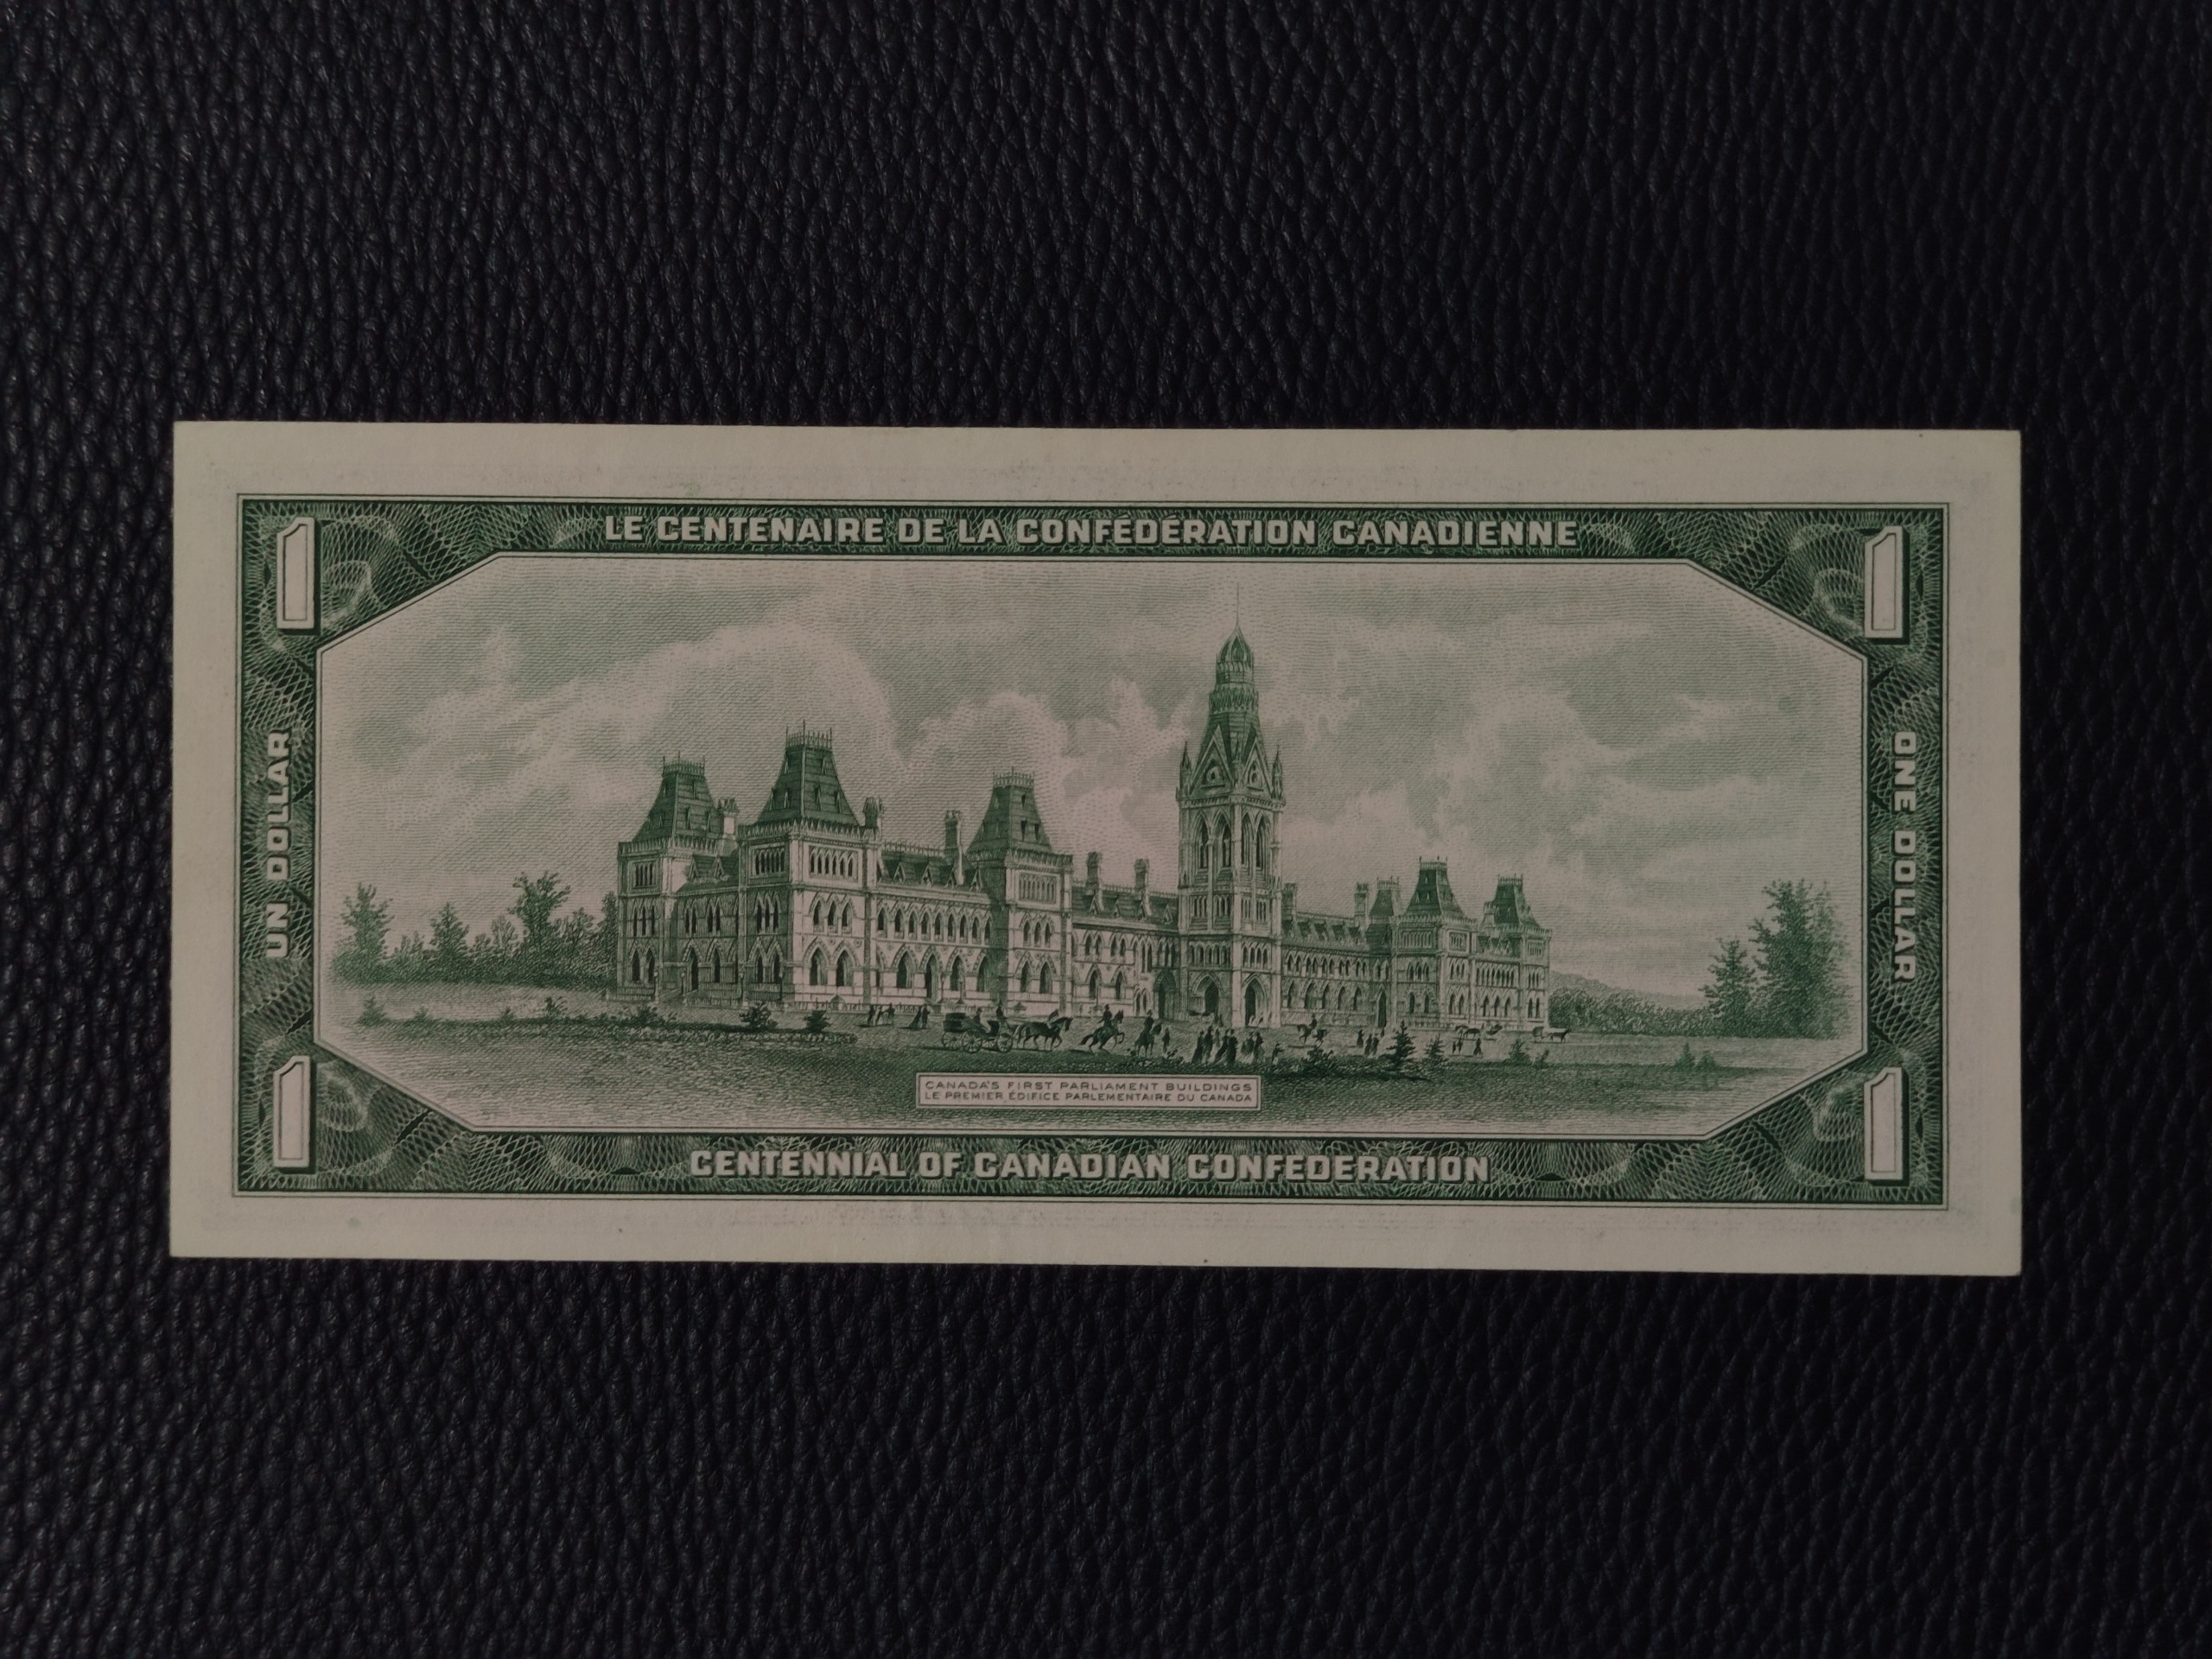 1
LE CENTENAIRE DE LA CONFÉDÉRATION CANADIENNE
1
UN DOLLAR
ONE DOLLAR
CANADA'S FIRST PARLIAMENT BUILDINGS
LE PREMIER ÉDIFICE PARLEMENTAIRE DU CANADA
1
CENTENNIAL OF CANADIAN CONFEDERATION
1